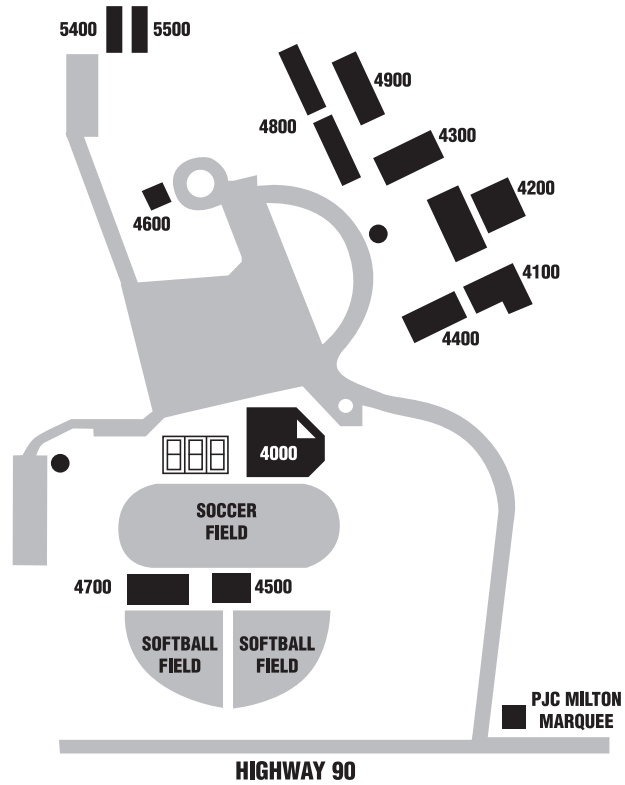 5400
5500
4900
4800
4300
4200
4600
4100
4400
4000
SOCCER
FIELD
4700
4500
SOFTBALL
FIELD
SOFTBALL
FIELD
PJC MILTON
MARQUEE
HIGHWAY 90